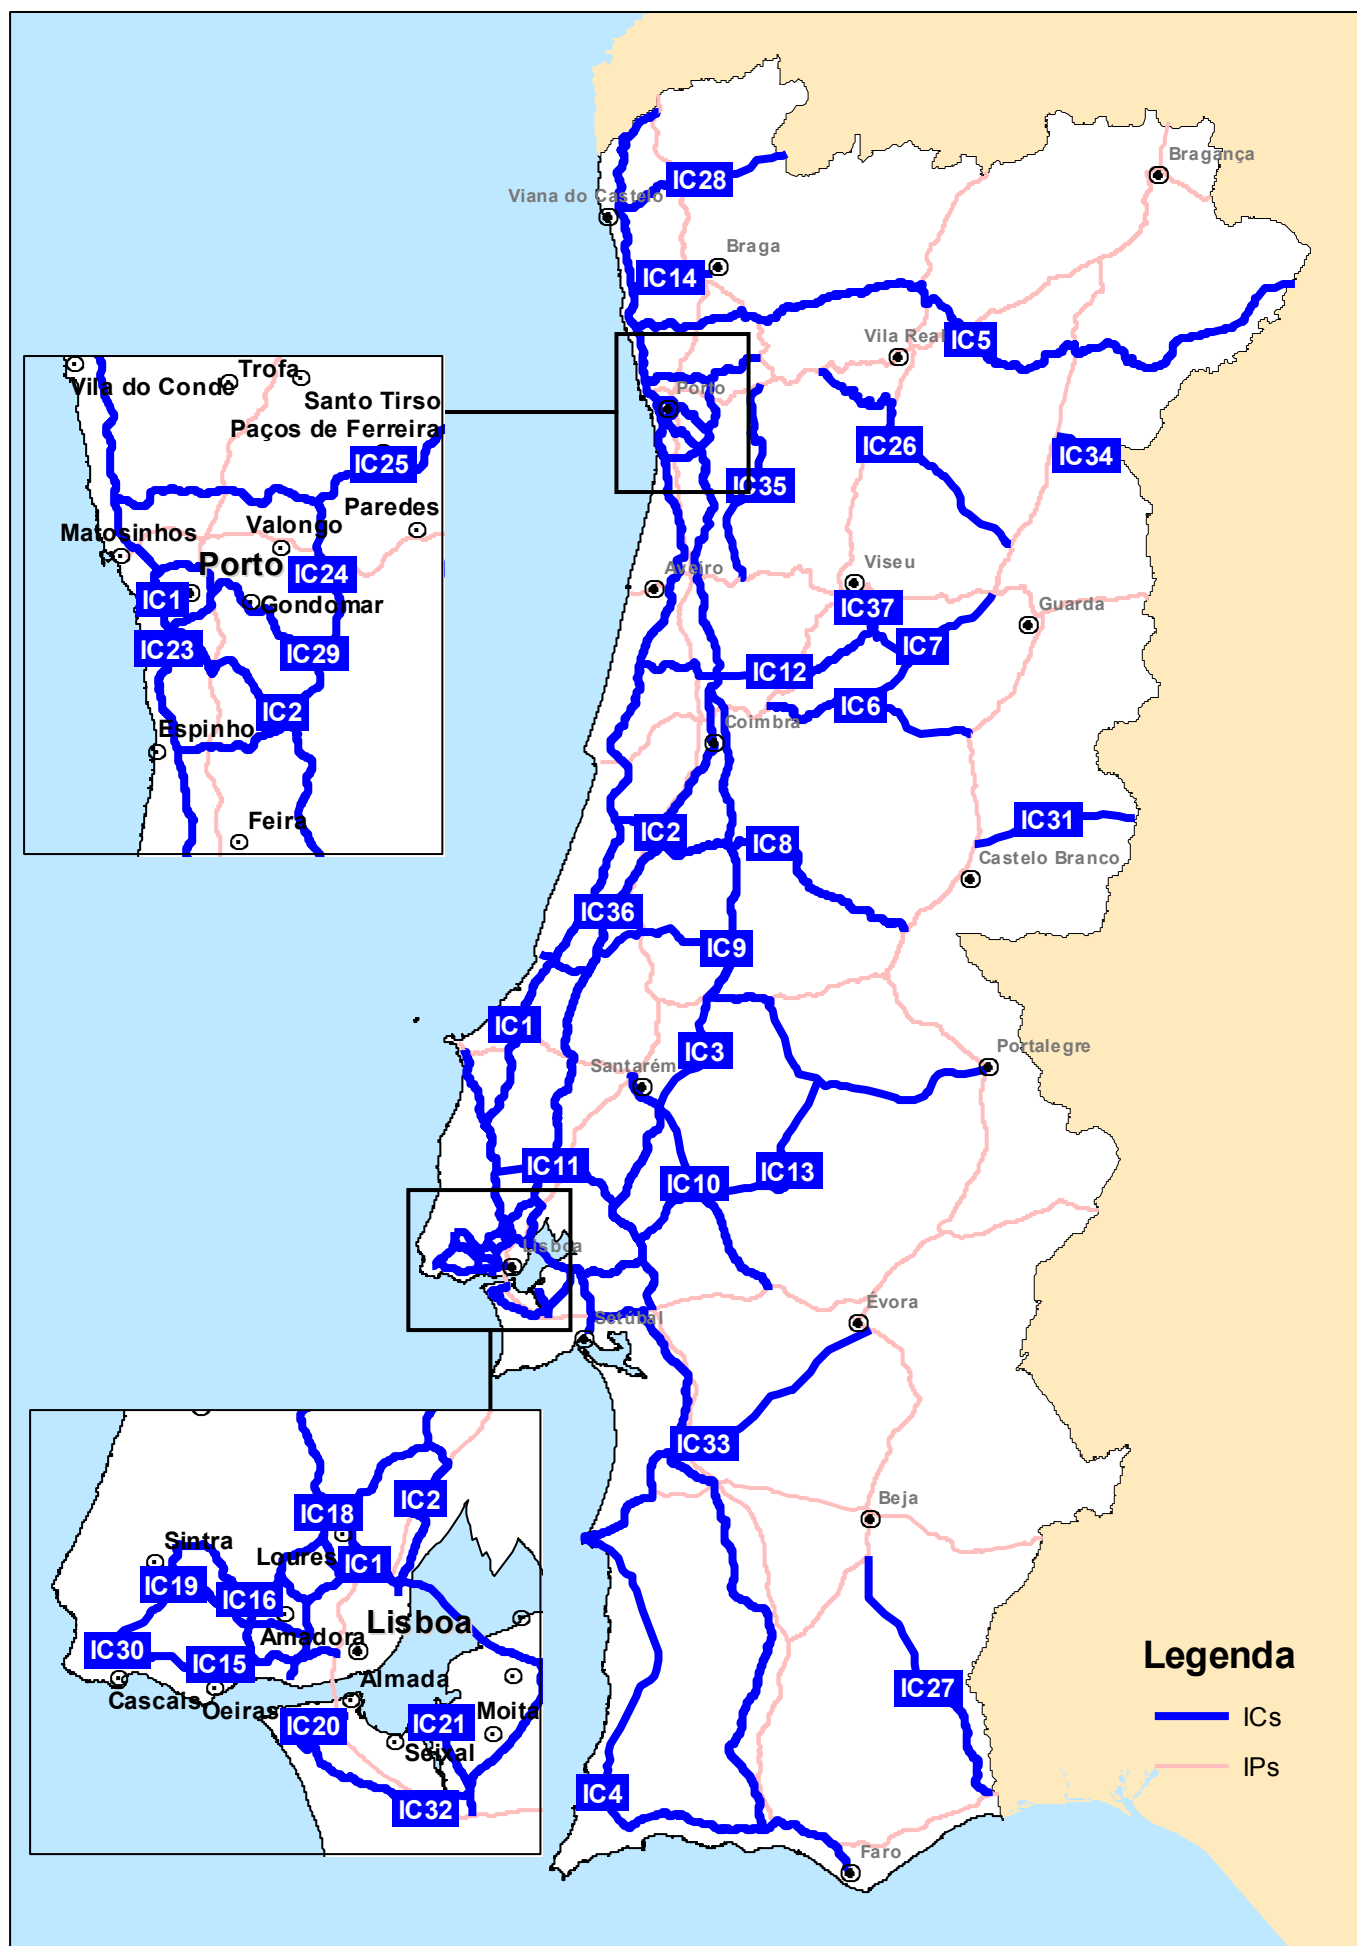 Bragança
IC28
Viana do Castelo
Braga
IC14
IC5
Vila Real
Porto
IC26
IC34
IC35
Aveiro
Viseu
IC37
Guarda
IC7
IC12
IC6
Coimbra
IC31
IC2
IC8
Castelo Branco
IC36
IC9
IC1
IC3
Portalegre
Santarém
IC11
IC13
IC10
Lisboa
Évora
Setúbal
IC33
Beja
IC27
IC4
Faro
Vila do Conde
Trofa
Santo Tirso
Paços de Ferreira
IC25
Paredes
Valongo
Matosinhos
Porto
IC24
IC1
Gondomar
IC23
IC29
IC2
Espinho
Feira
IC2
IC18
Sintra
Loures
IC1
IC19
IC16
Lisboa
Amadora
IC30
IC15
Almada
Cascais
Oeiras
Moita
IC20
IC21
Seixal
IC32
Legenda
ICs
IPs